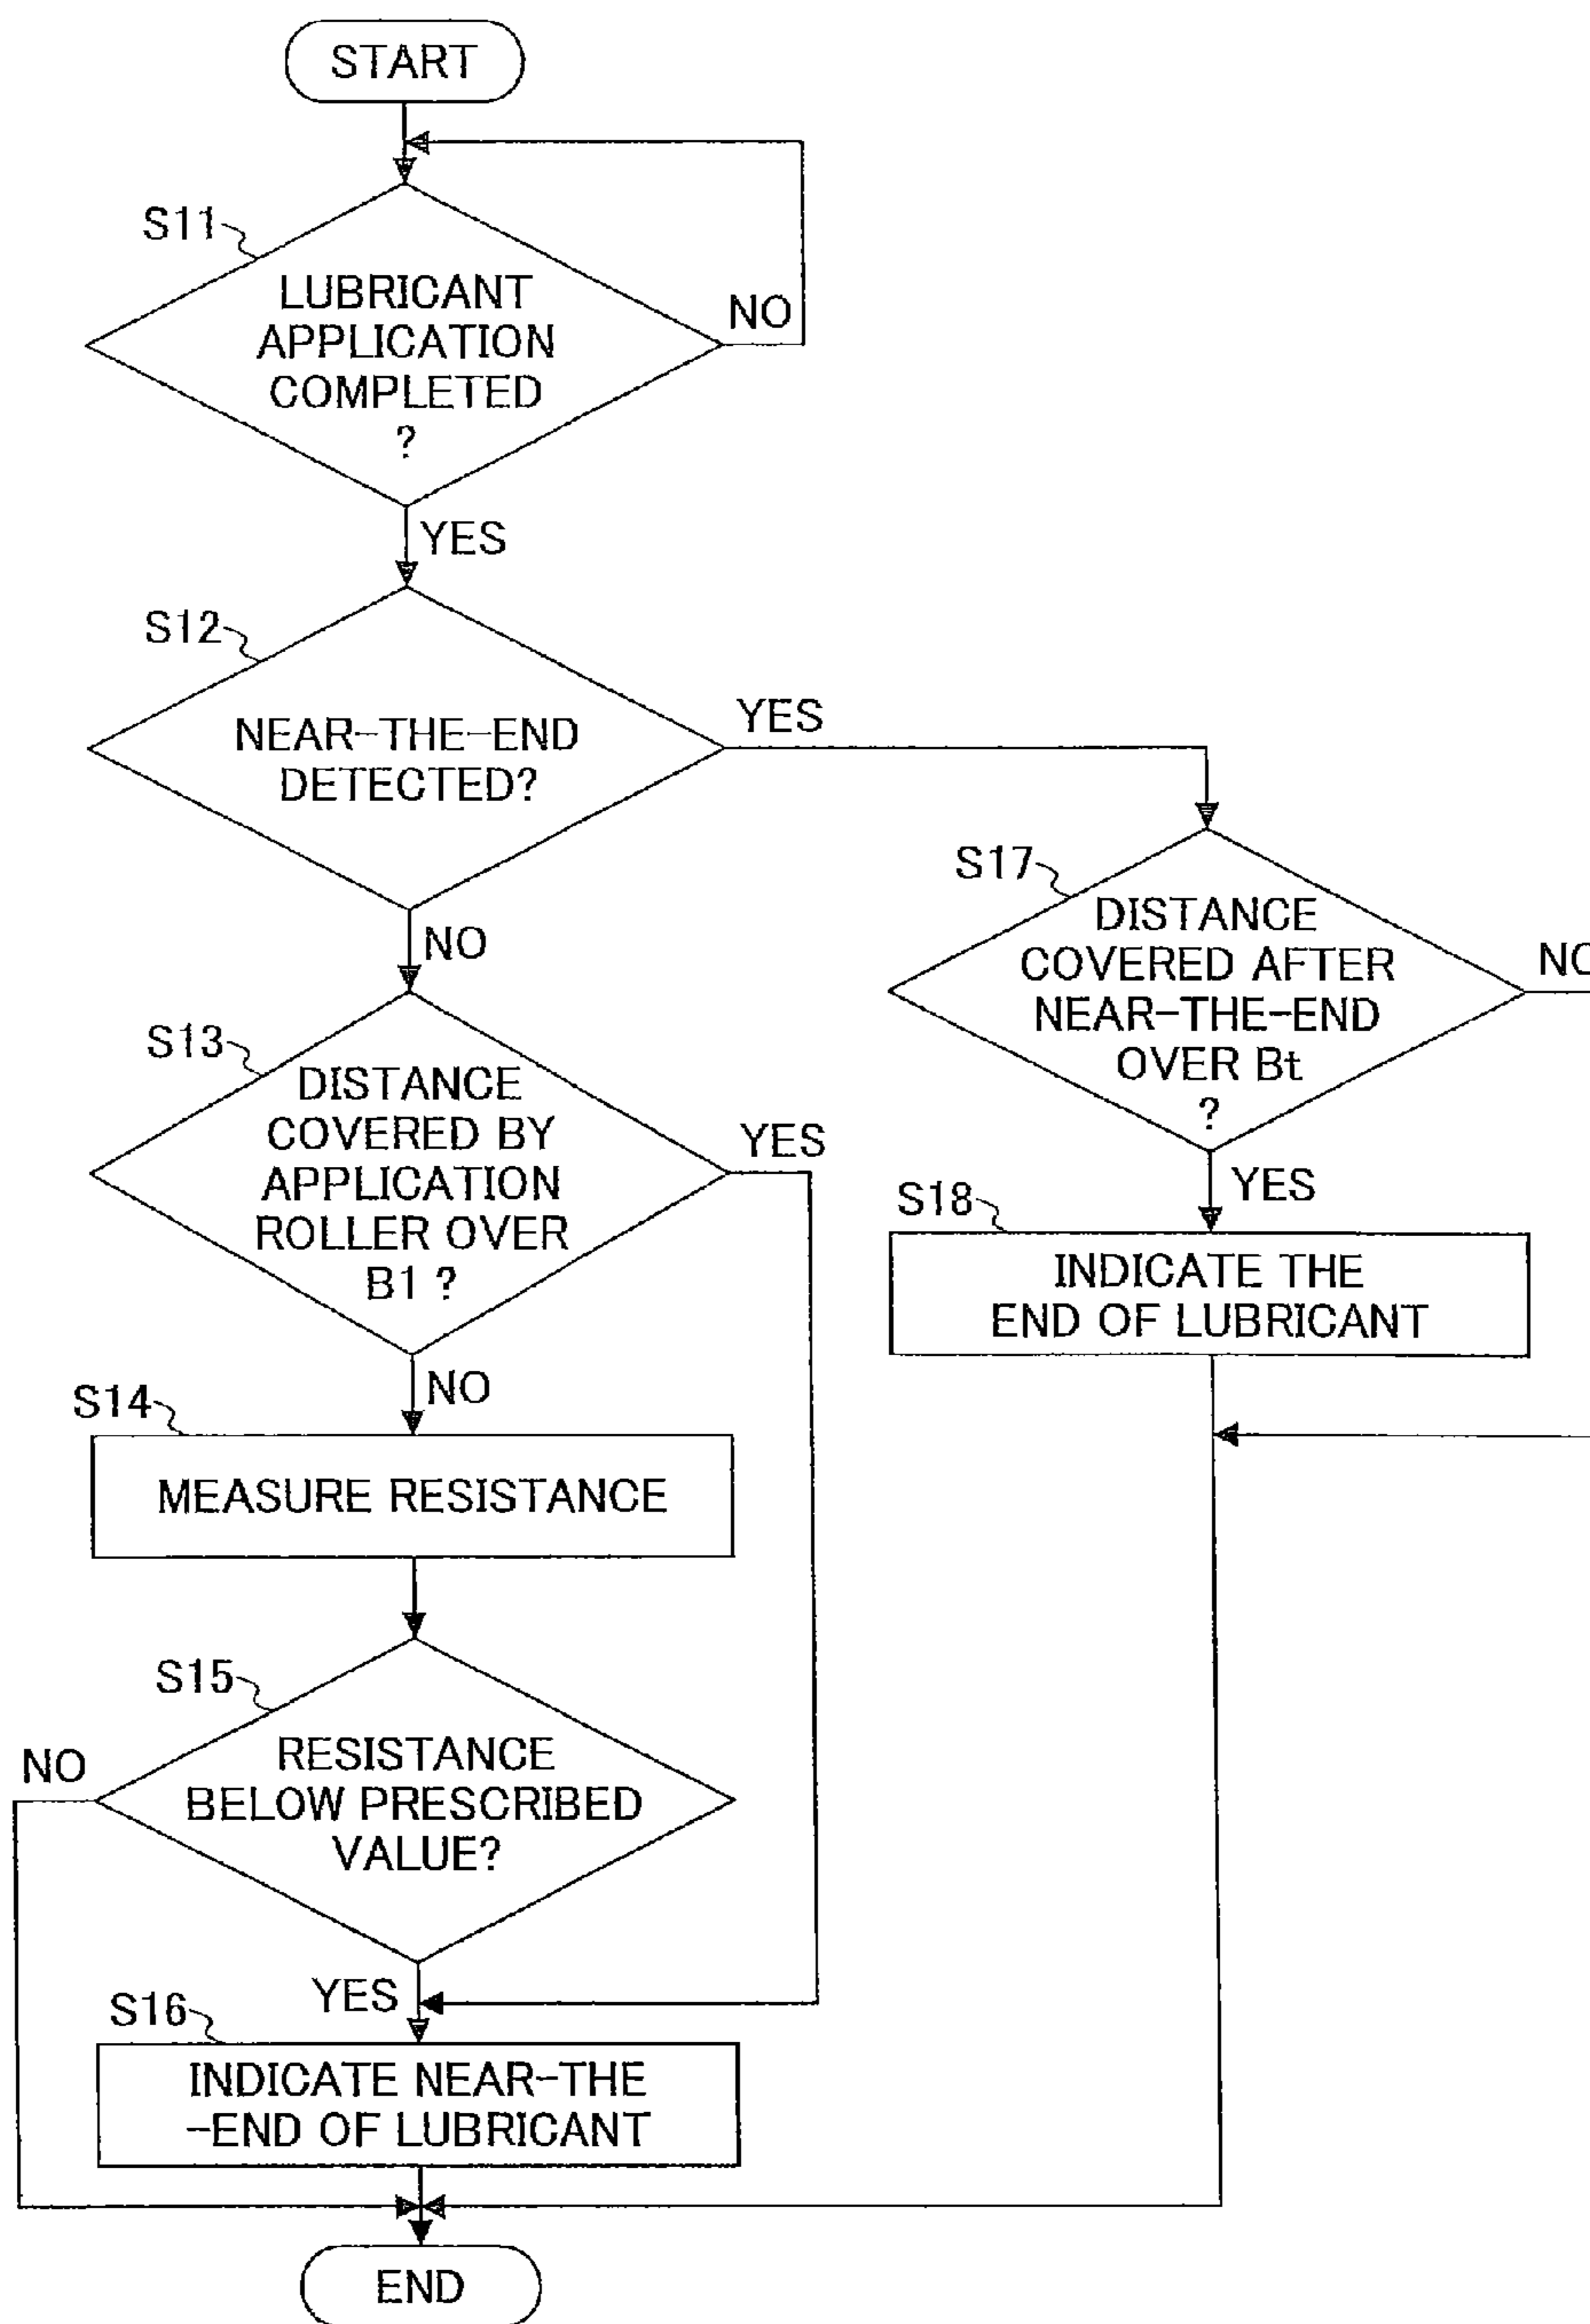 START
S11
LUBRICANT
APPLICATION
COMPLETED
?
NO
YES
S12
NEAR-THE-END
DETECTED?
YES
NO
S13
DISTANCE
COVERED BY
APPLICATION
ROLLER OVER
B1 ?
YES
NO
S14
MEASURE RESISTANCE
S15
RESISTANCE
BELOW PRESCRIBED
VALUE?
NO
YES
S16
INDICATE NEAR-THE
-END OF LUBRICANT
S17
DISTANCE
COVERED AFTER
NEAR-THE-END
OVER Bt
?
NO
YES
S18
INDICATE THE
END OF LUBRICANT
END